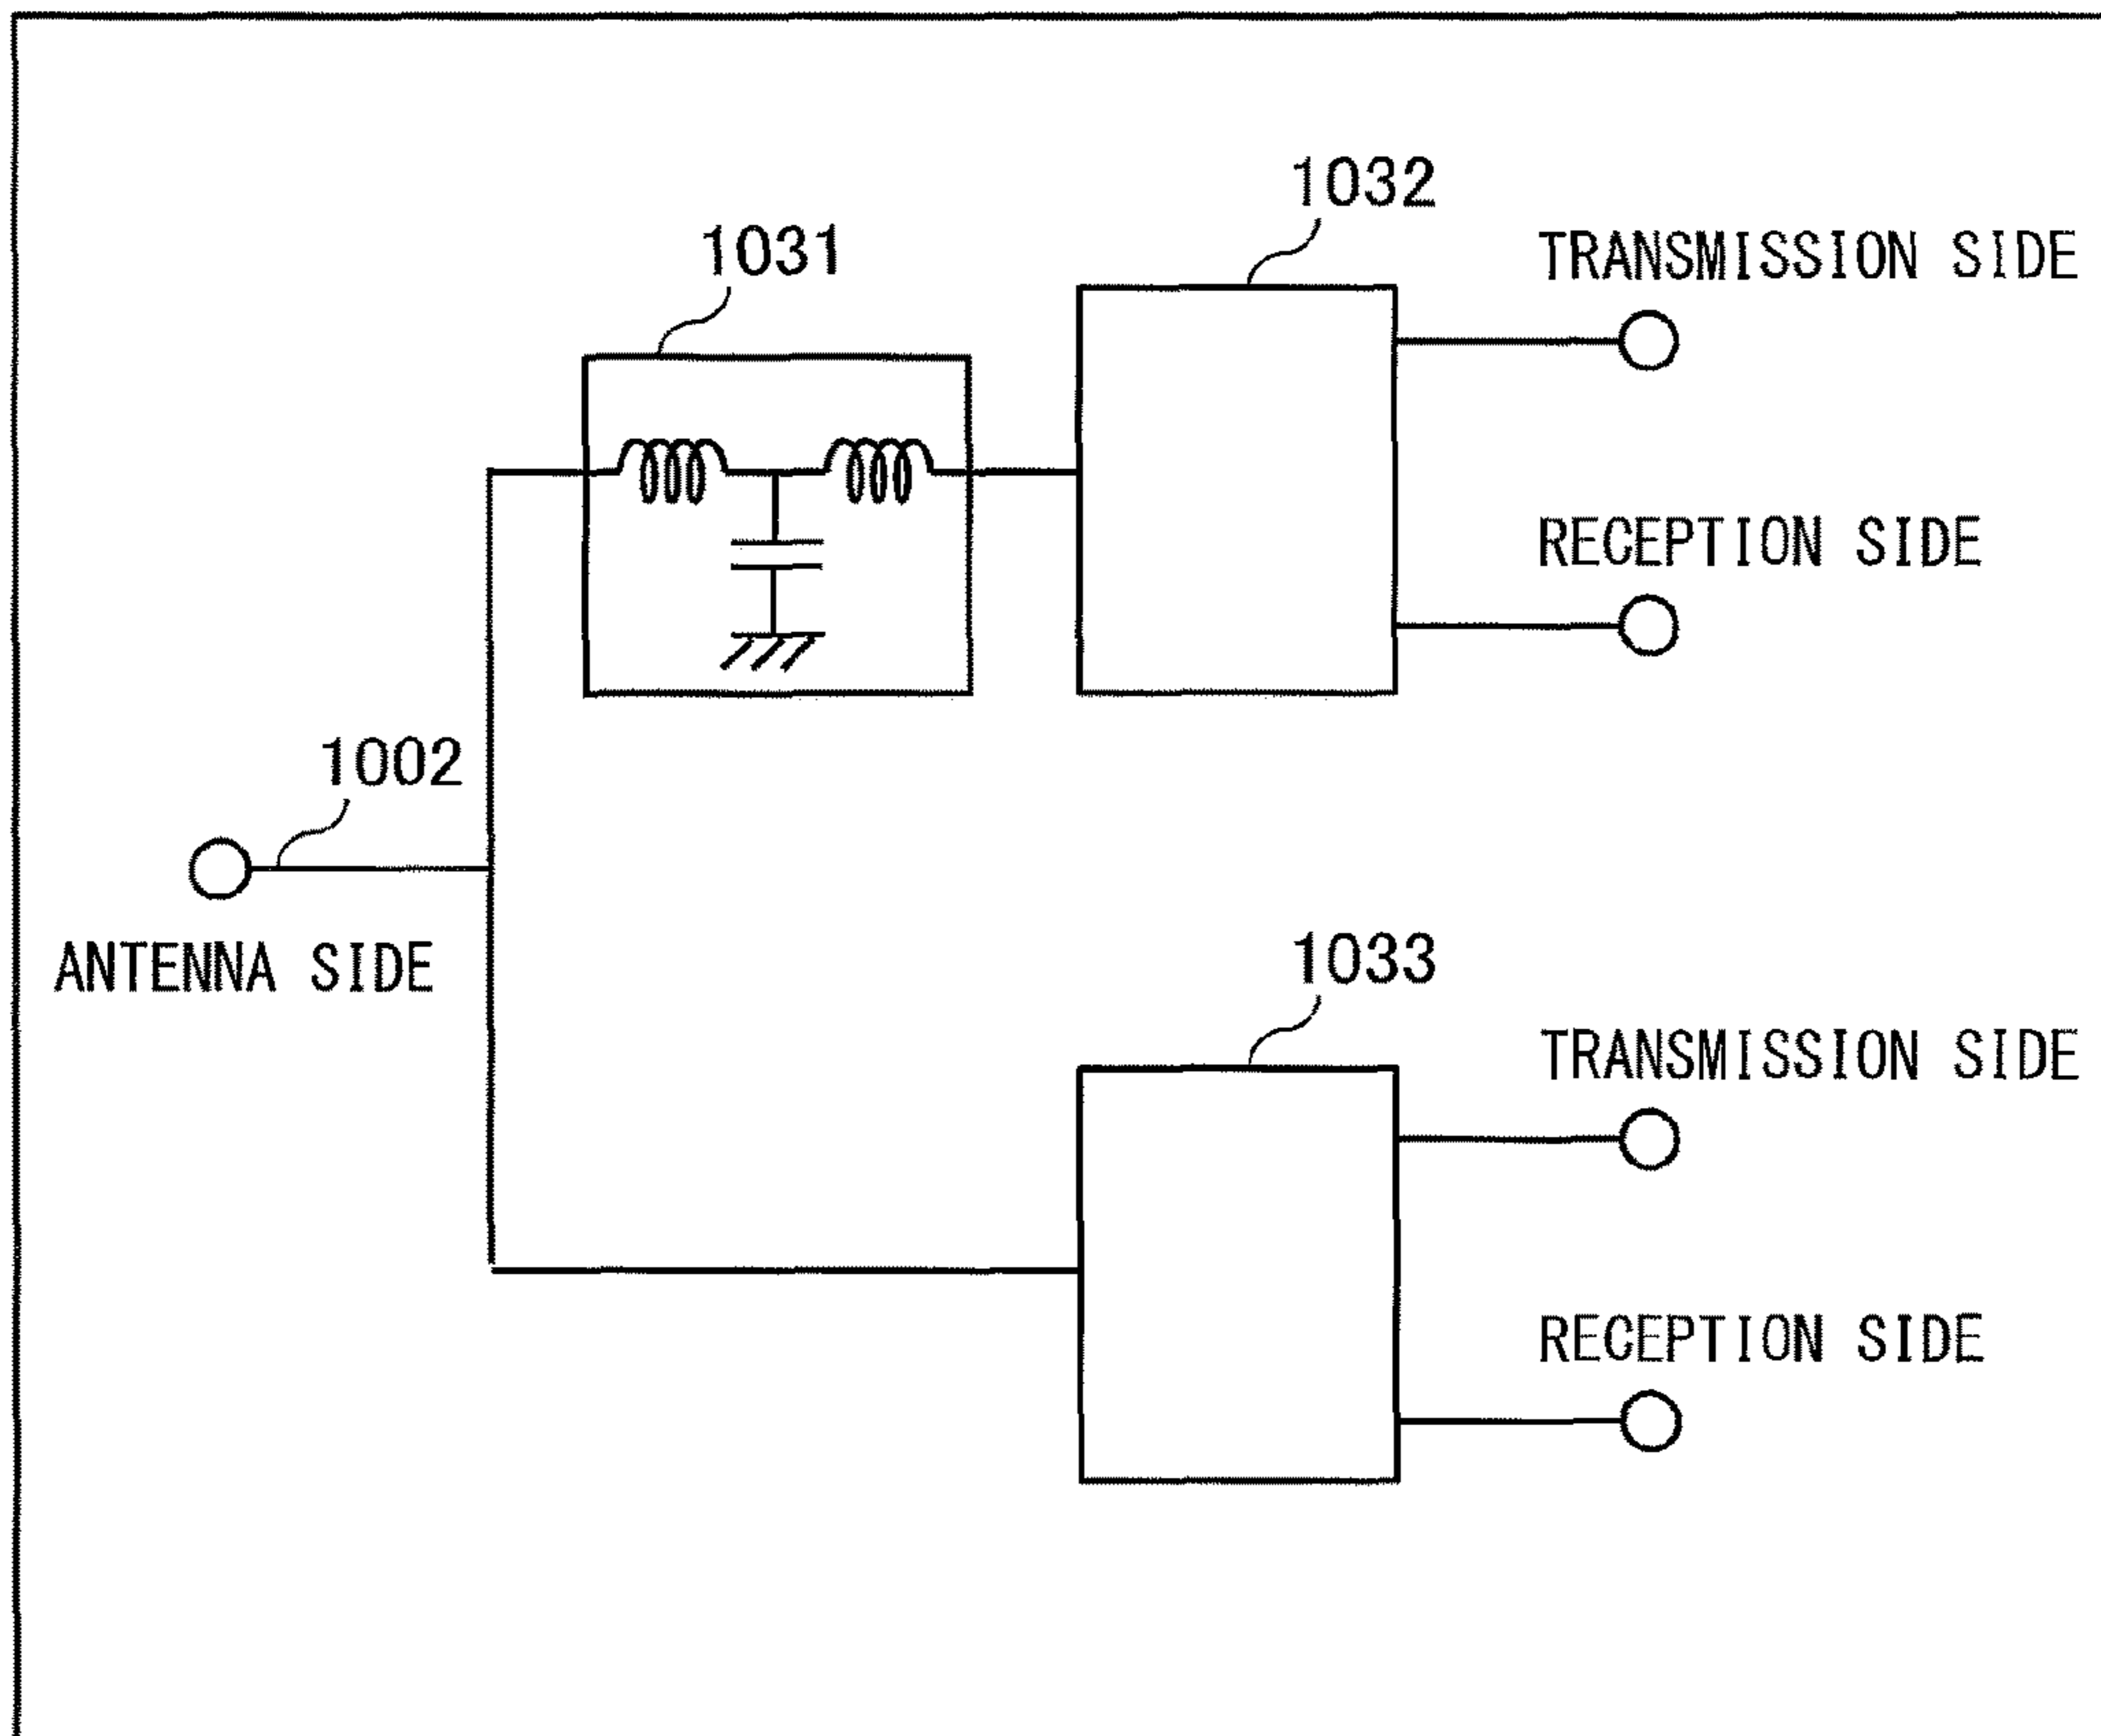 1032
TRANSMISSION SIDE
1031
RECEPTION SIDE
1002
ANTENNA SIDE
1033
TRANSMISSION SIDE
RECEPTION SIDE